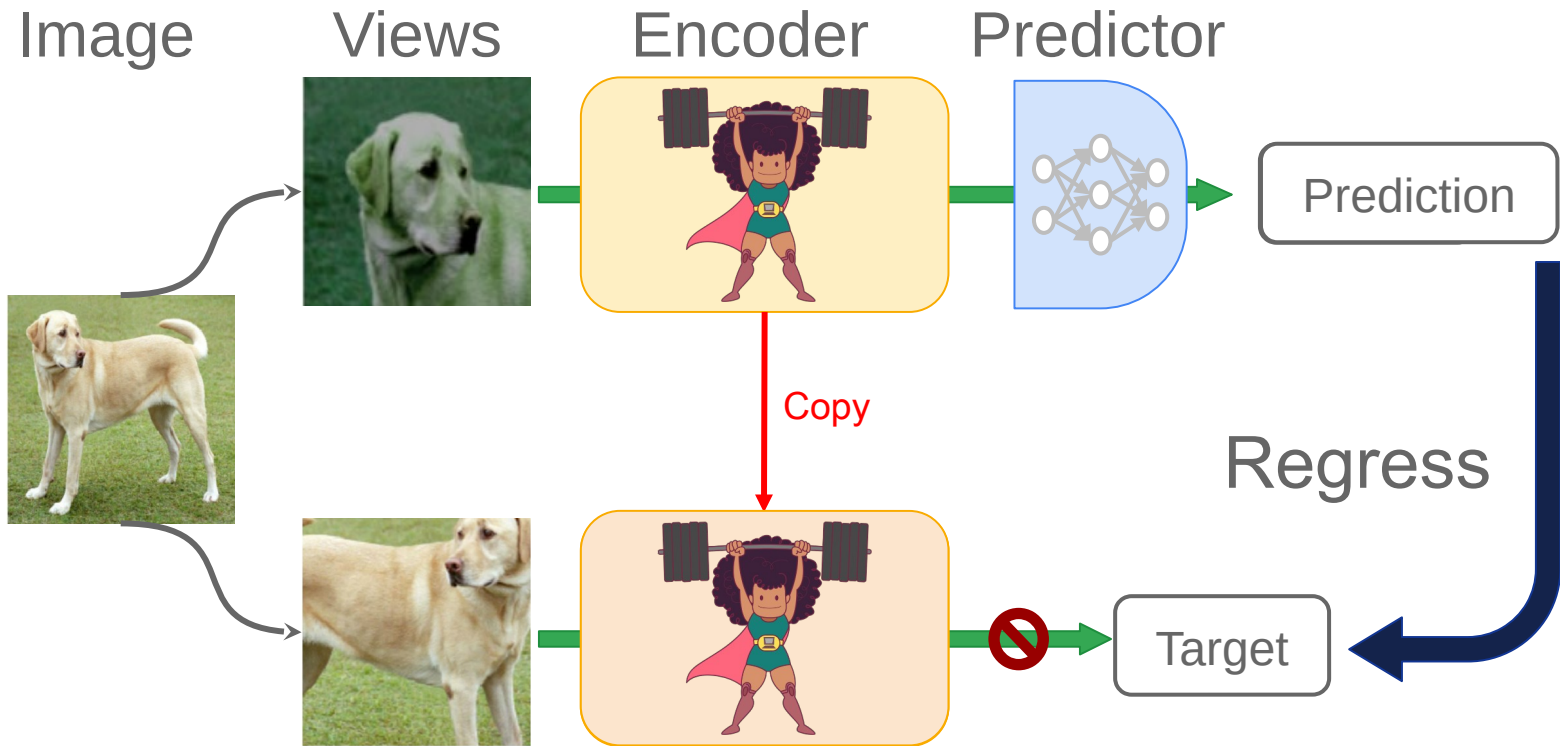 Image
Views
Encoder
Predictor
Prediction
Copy
Regress
Target